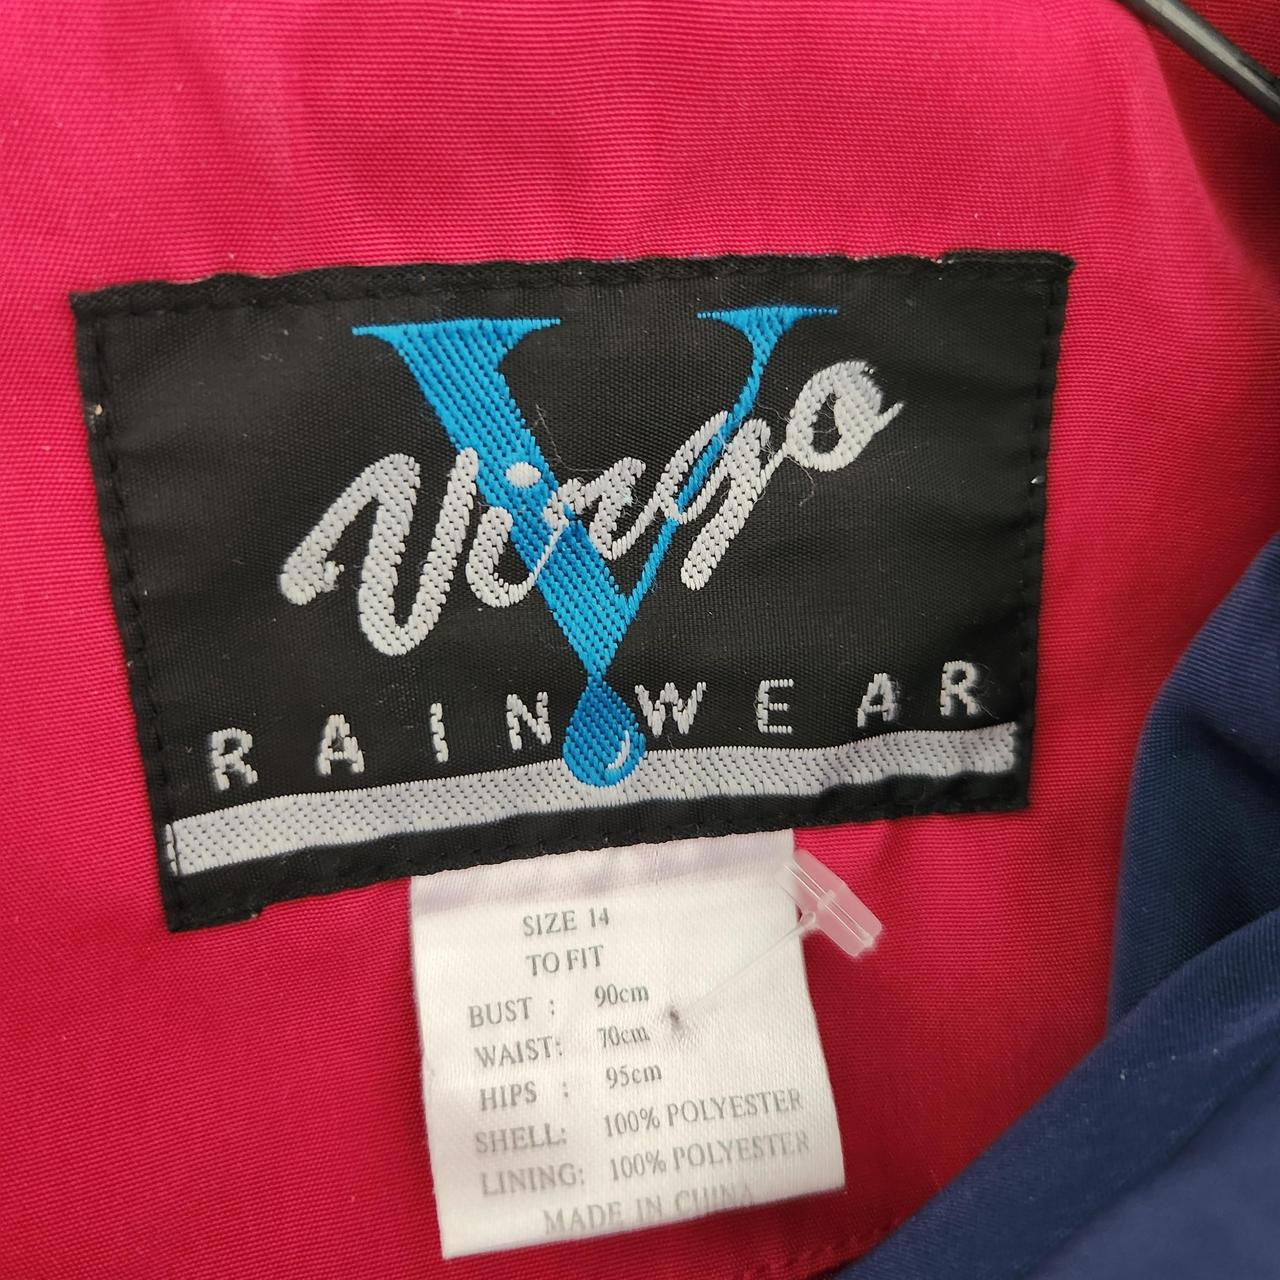 V
Virgo
RAINWEAR
SIZE 14
TO FIT
BUST : 90cm
WAIST: 70cm
HIPS : 95cm
SHELL: 100% POLYESTER
LINING: 100% POLYESTER
MADE IN CHINA